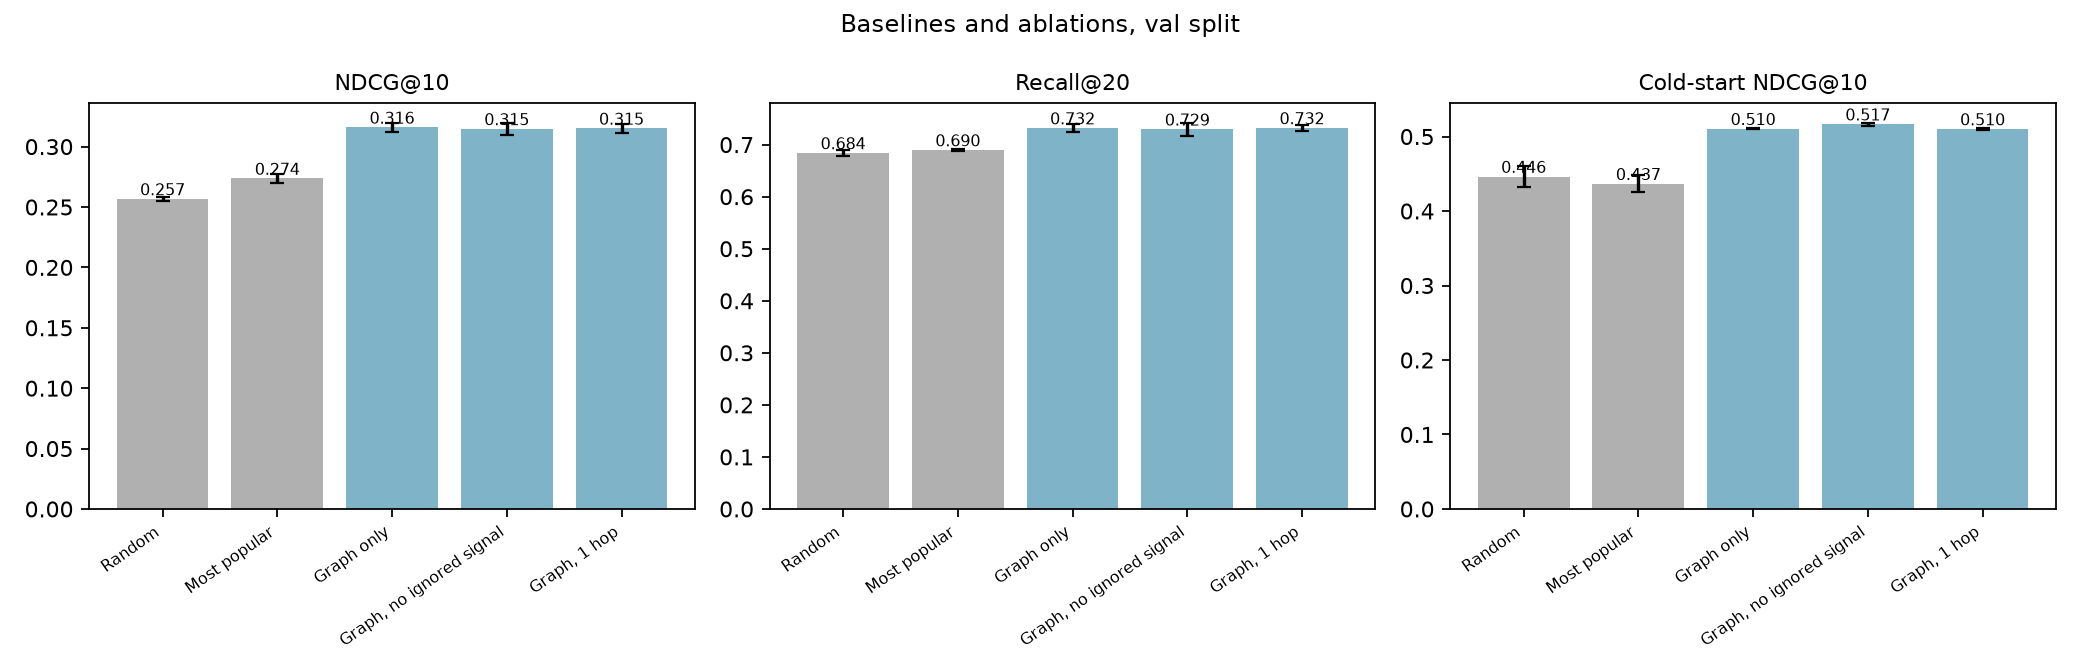 Baselines and ablations, val split
NDCG@10
0.30
0.25
0.20
0.15
0.10
0.05
0.00
0.257
0.274
0.316
0.315
0.315
Random
Most popular
Graph only
Graph, no ignored signal
Graph, 1 hop
Recall@20
0.7
0.6
0.5
0.4
0.3
0.2
0.1
0.0
0.684
0.690
0.732
0.729
0.732
Random
Most popular
Graph only
Graph, no ignored signal
Graph, 1 hop
Cold-start NDCG@10
0.5
0.4
0.3
0.2
0.1
0.0
0.446
0.437
0.510
0.517
0.510
Random
Most popular
Graph only
Graph, no ignored signal
Graph, 1 hop